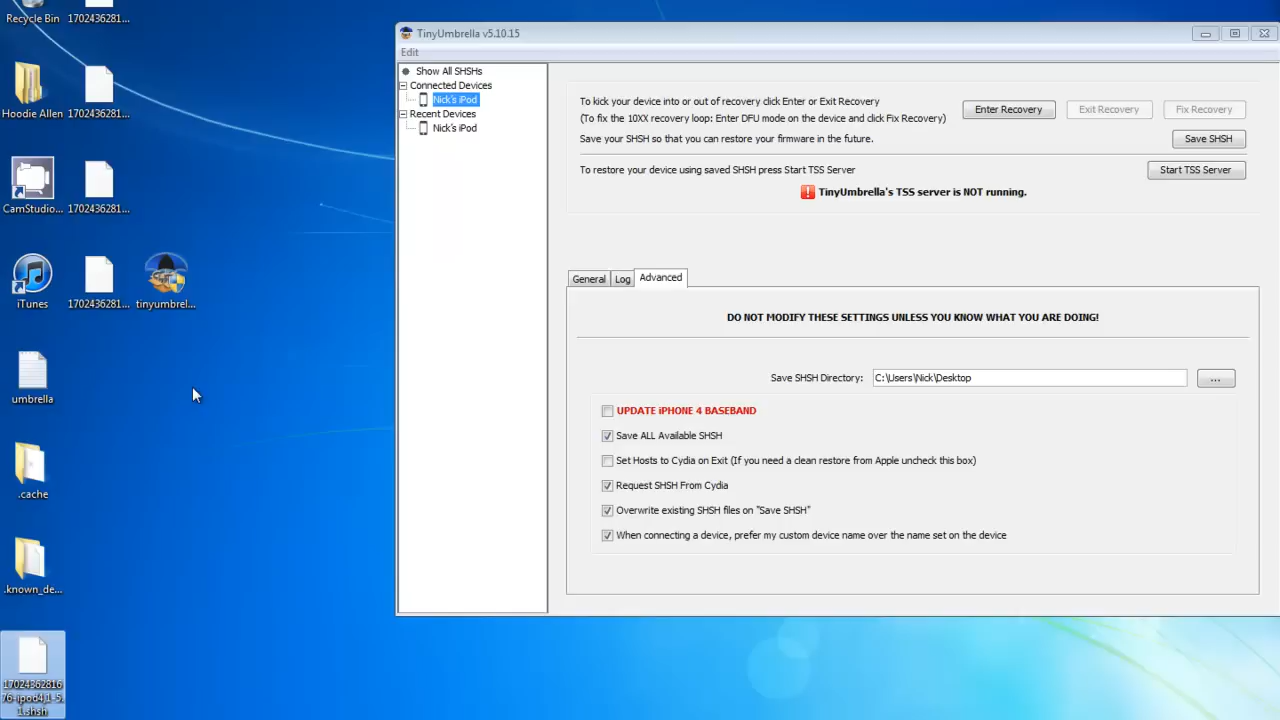 Recycle Bin
1702436281...
Hoodie Allen
1702436281...
CamStudio...
1702436281...
iTunes
1702436281...
tinyumbrel...
umbrella
.cache
.known_de...
17024362816
76-ipod4,1-5.
1.shsh
TinyUmbrella v5.10.15
Edit
Show All SHSHs
Connected Devices
Nick's iPod
Recent Devices
Nick's iPod
To kick your device into or out of recovery click Enter or Exit Recovery
(To fix the 10XX recovery loop: Enter DFU mode on the device and click Fix Recovery)
Enter Recovery
Exit Recovery
Fix Recovery
Save your SHSH so that you can restore your firmware in the future.
Save SHSH
To restore your device using saved SHSH press Start TSS Server
Start TSS Server
TinyUmbrella's TSS server is NOT running.
General
Log
Advanced
DO NOT MODIFY THESE SETTINGS UNLESS YOU KNOW WHAT YOU ARE DOING!
Save SHSH Directory:
C:\Users\Nick\Desktop
...
UPDATE iPHONE 4 BASEBAND
Save ALL Available SHSH
Set Hosts to Cydia on Exit (If you need a clean restore from Apple uncheck this box)
Request SHSH From Cydia
Overwrite existing SHSH files on "Save SHSH"
When connecting a device, prefer my custom device name over the name set on the device